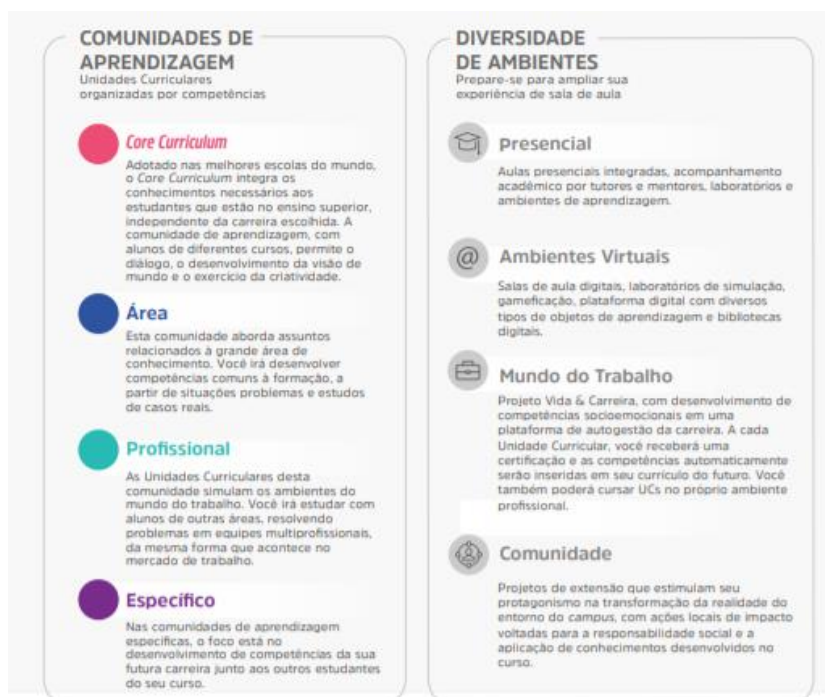 COMUNIDADES DE
APRENDIZAGEM
Unidades Curriculares
organizadas por competências
Core Curriculum
Adotado nas melhores escolas do mundo,
o Core Curriculum integra os
conhecimentos necessários aos
estudantes que estão no ensino superior,
independente da carreira escolhida. A
comunidade de aprendizagem, com
alunos de diferentes cursos, permite o
diálogo, o desenvolvimento da visão de
mundo e o exercício da criatividade.
Área
Esta comunidade aborda assuntos
relacionados à grande área de
conhecimento. Você irá desenvolver
competências comuns à formação, a
partir de situações problemas e estudos
de casos reais.
Profissional
As Unidades Curriculares desta
comunidade simulam os ambientes do
mundo do trabalho. Você irá estudar com
alunos de outras áreas, resolvendo
problemas em equipes multiprofissionais,
da mesma forma que acontece no
mercado de trabalho.
Específico
Nas comunidades de aprendizagem
específicas, o foco está no
desenvolvimento de competências da sua
futura carreira junto aos outros estudantes
do seu curso.
DIVERSIDADE
DE AMBIENTES
Prepare-se para ampliar sua
experiência de sala de aula
Presencial
Aulas presenciais integradas, acompanhamento
acadêmico por tutores e mentores, laboratórios e
ambientes de aprendizagem.
@
Ambientes Virtuais
Salas de aula digitais, laboratórios de simulação,
gameficação, plataforma digital com diversos
tipos de objetos de aprendizagem e bibliotecas
digitais.
Mundo do Trabalho
Projeto Vida & Carreira, com desenvolvimento de
competências socioemocionais em uma
plataforma de autogestão da carreira. A cada
Unidade Curricular, você receberá uma
certificação e as competências automaticamente
serão inseridas em seu currículo do futuro. Você
também poderá cursar UCs no próprio ambiente
profissional.
Comunidade
Projetos de extensão que estimulam seu
protagonismo na transformação da realidade do
entorno do campus, com ações locais de impacto
voltadas para a responsabilidade social e a
aplicação de conhecimentos desenvolvidos no
curso.